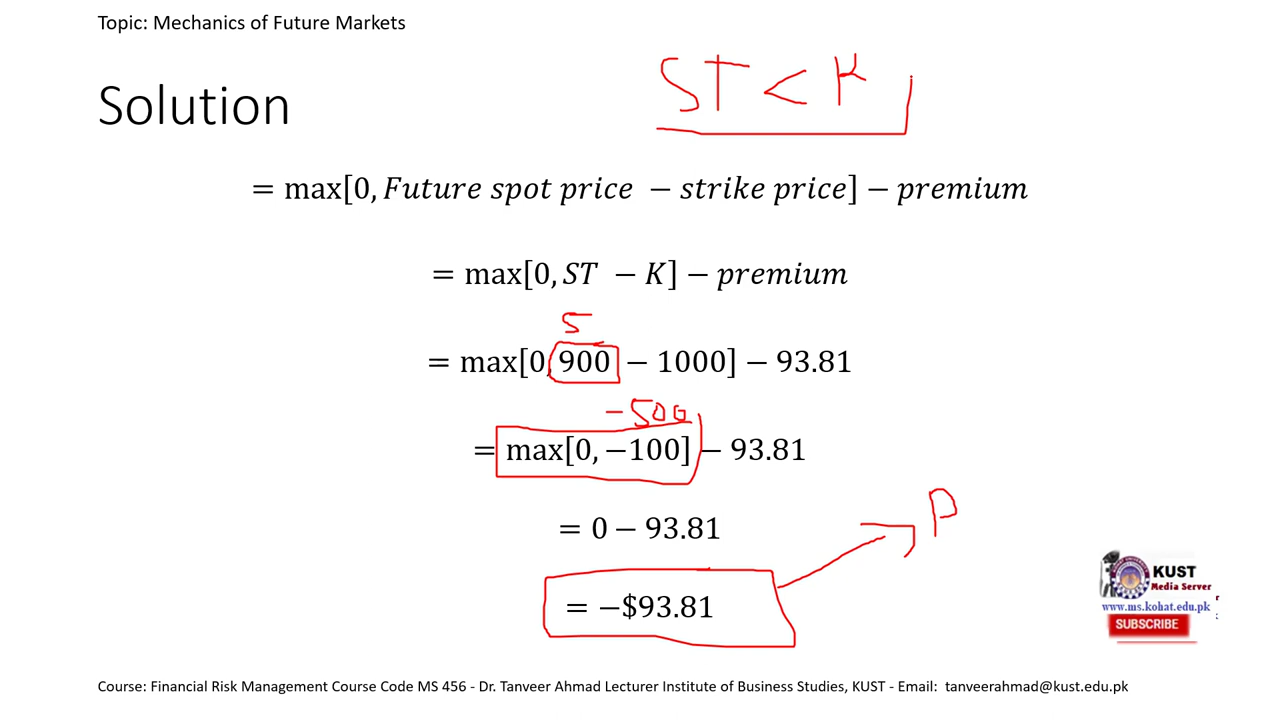 Topic: Mechanics of Future Markets
ST < K
Solution
= max[0, Future spot price − strike price] − premium
= max[0, ST − K] − premium
5
= max[0, 900 − 1000] − 93.81
−500
= max[0, −100] − 93.81
P
= 0 − 93.81
= −$93.81
KUST
Media Server
www.ms.kohat.edu.pk
SUBSCRIBE
Course: Financial Risk Management Course Code MS 456 - Dr. Tanveer Ahmad Lecturer Institute of Business Studies, KUST - Email: tanveerahmad@kust.edu.pk